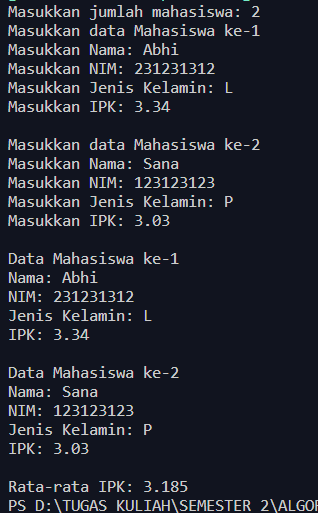 Masukkan jumlah mahasiswa: 2
Masukkan data Mahasiswa ke-1
Masukkan Nama: Abhi
Masukkan NIM: 231231312
Masukkan Jenis Kelamin: L
Masukkan IPK: 3.34
Masukkan data Mahasiswa ke-2
Masukkan Nama: Sana
Masukkan NIM: 123123123
Masukkan Jenis Kelamin: P
Masukkan IPK: 3.03
Data Mahasiswa ke-1
Nama: Abhi
NIM: 231231312
Jenis Kelamin: L
IPK: 3.34
Data Mahasiswa ke-2
Nama: Sana
NIM: 123123123
Jenis Kelamin: P
IPK: 3.03
Rata-rata IPK: 3.185
PS D:\TUGAS KULIAH\SEMESTER 2\ALGOR